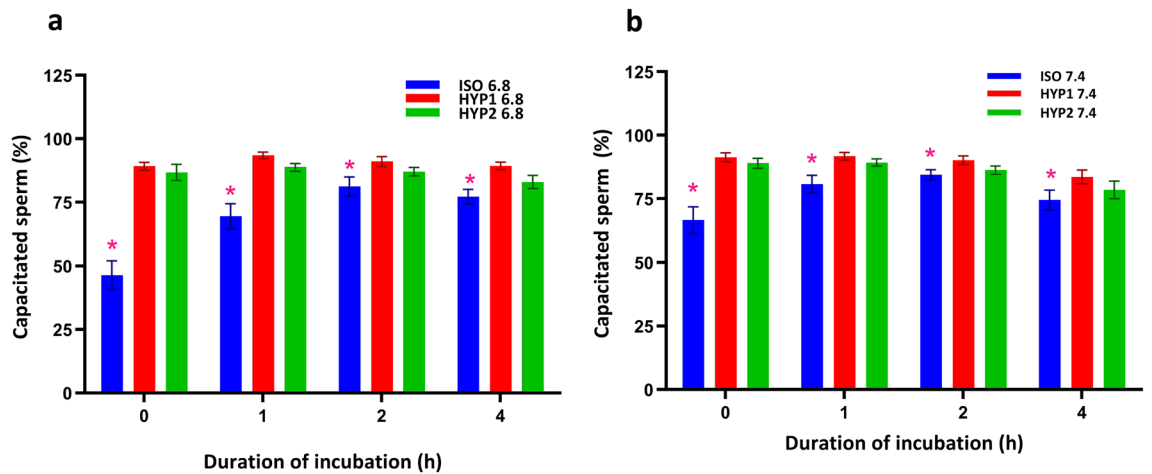 a
125
100
75
50
25
0
Capacitated sperm (%)
ISO 6.8
HYP1 6.8
HYP2 6.8
*
*
*
*
0 1 2 4
Duration of incubation (h)
b
125
100
75
50
25
0
Capacitated sperm (%)
ISO 7.4
HYP1 7.4
HYP2 7.4
*
*
*
*
0 1 2 4
Duration of incubation (h)